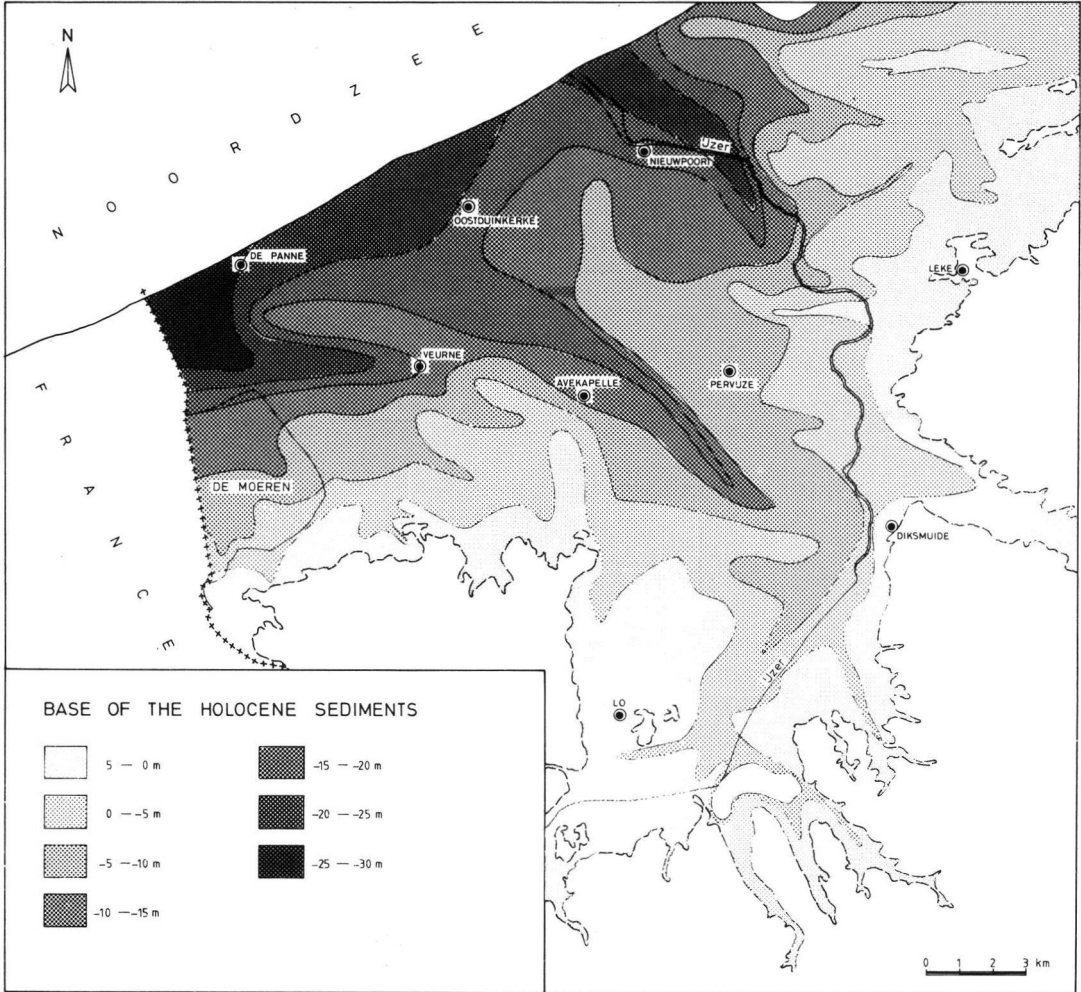 N
NOORDZEE
IJzer
NIEUWPOORT
OOSTDUINKERKE
DE PANNE
LEKE
VEURNE
PERVIJZE
AVEKAPELLE
FRANCE
DE MOEREN
DIKSMUIDE
IJzer
LO
BASE OF THE HOLOCENE SEDIMENTS
5 — 0 m
0 — -5 m
-5 — -10 m
-10 — -15 m
-15 — -20 m
-20 — -25 m
-25 — -30 m
0 1 2 3 km